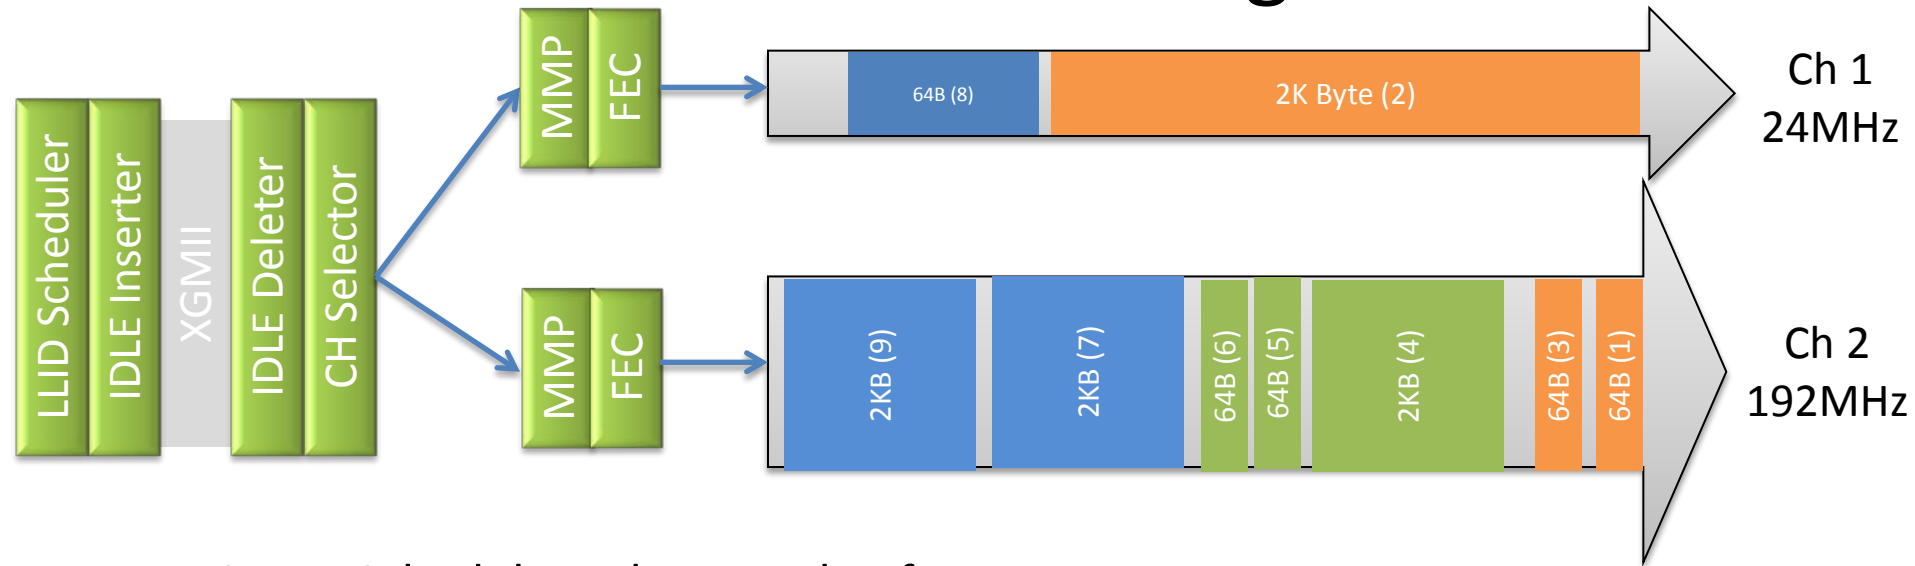 LLID Scheduler
IDLE Inserter
XGMII
IDLE Deleter
CH Selector
MMP
FEC
64B (8)
2K Byte (2)
Ch 1
24MHz
MMP
FEC
2KB (9)
2KB (7)
64B (6)
64B (5)
2KB (4)
64B (3)
64B (1)
Ch 2
192MHz